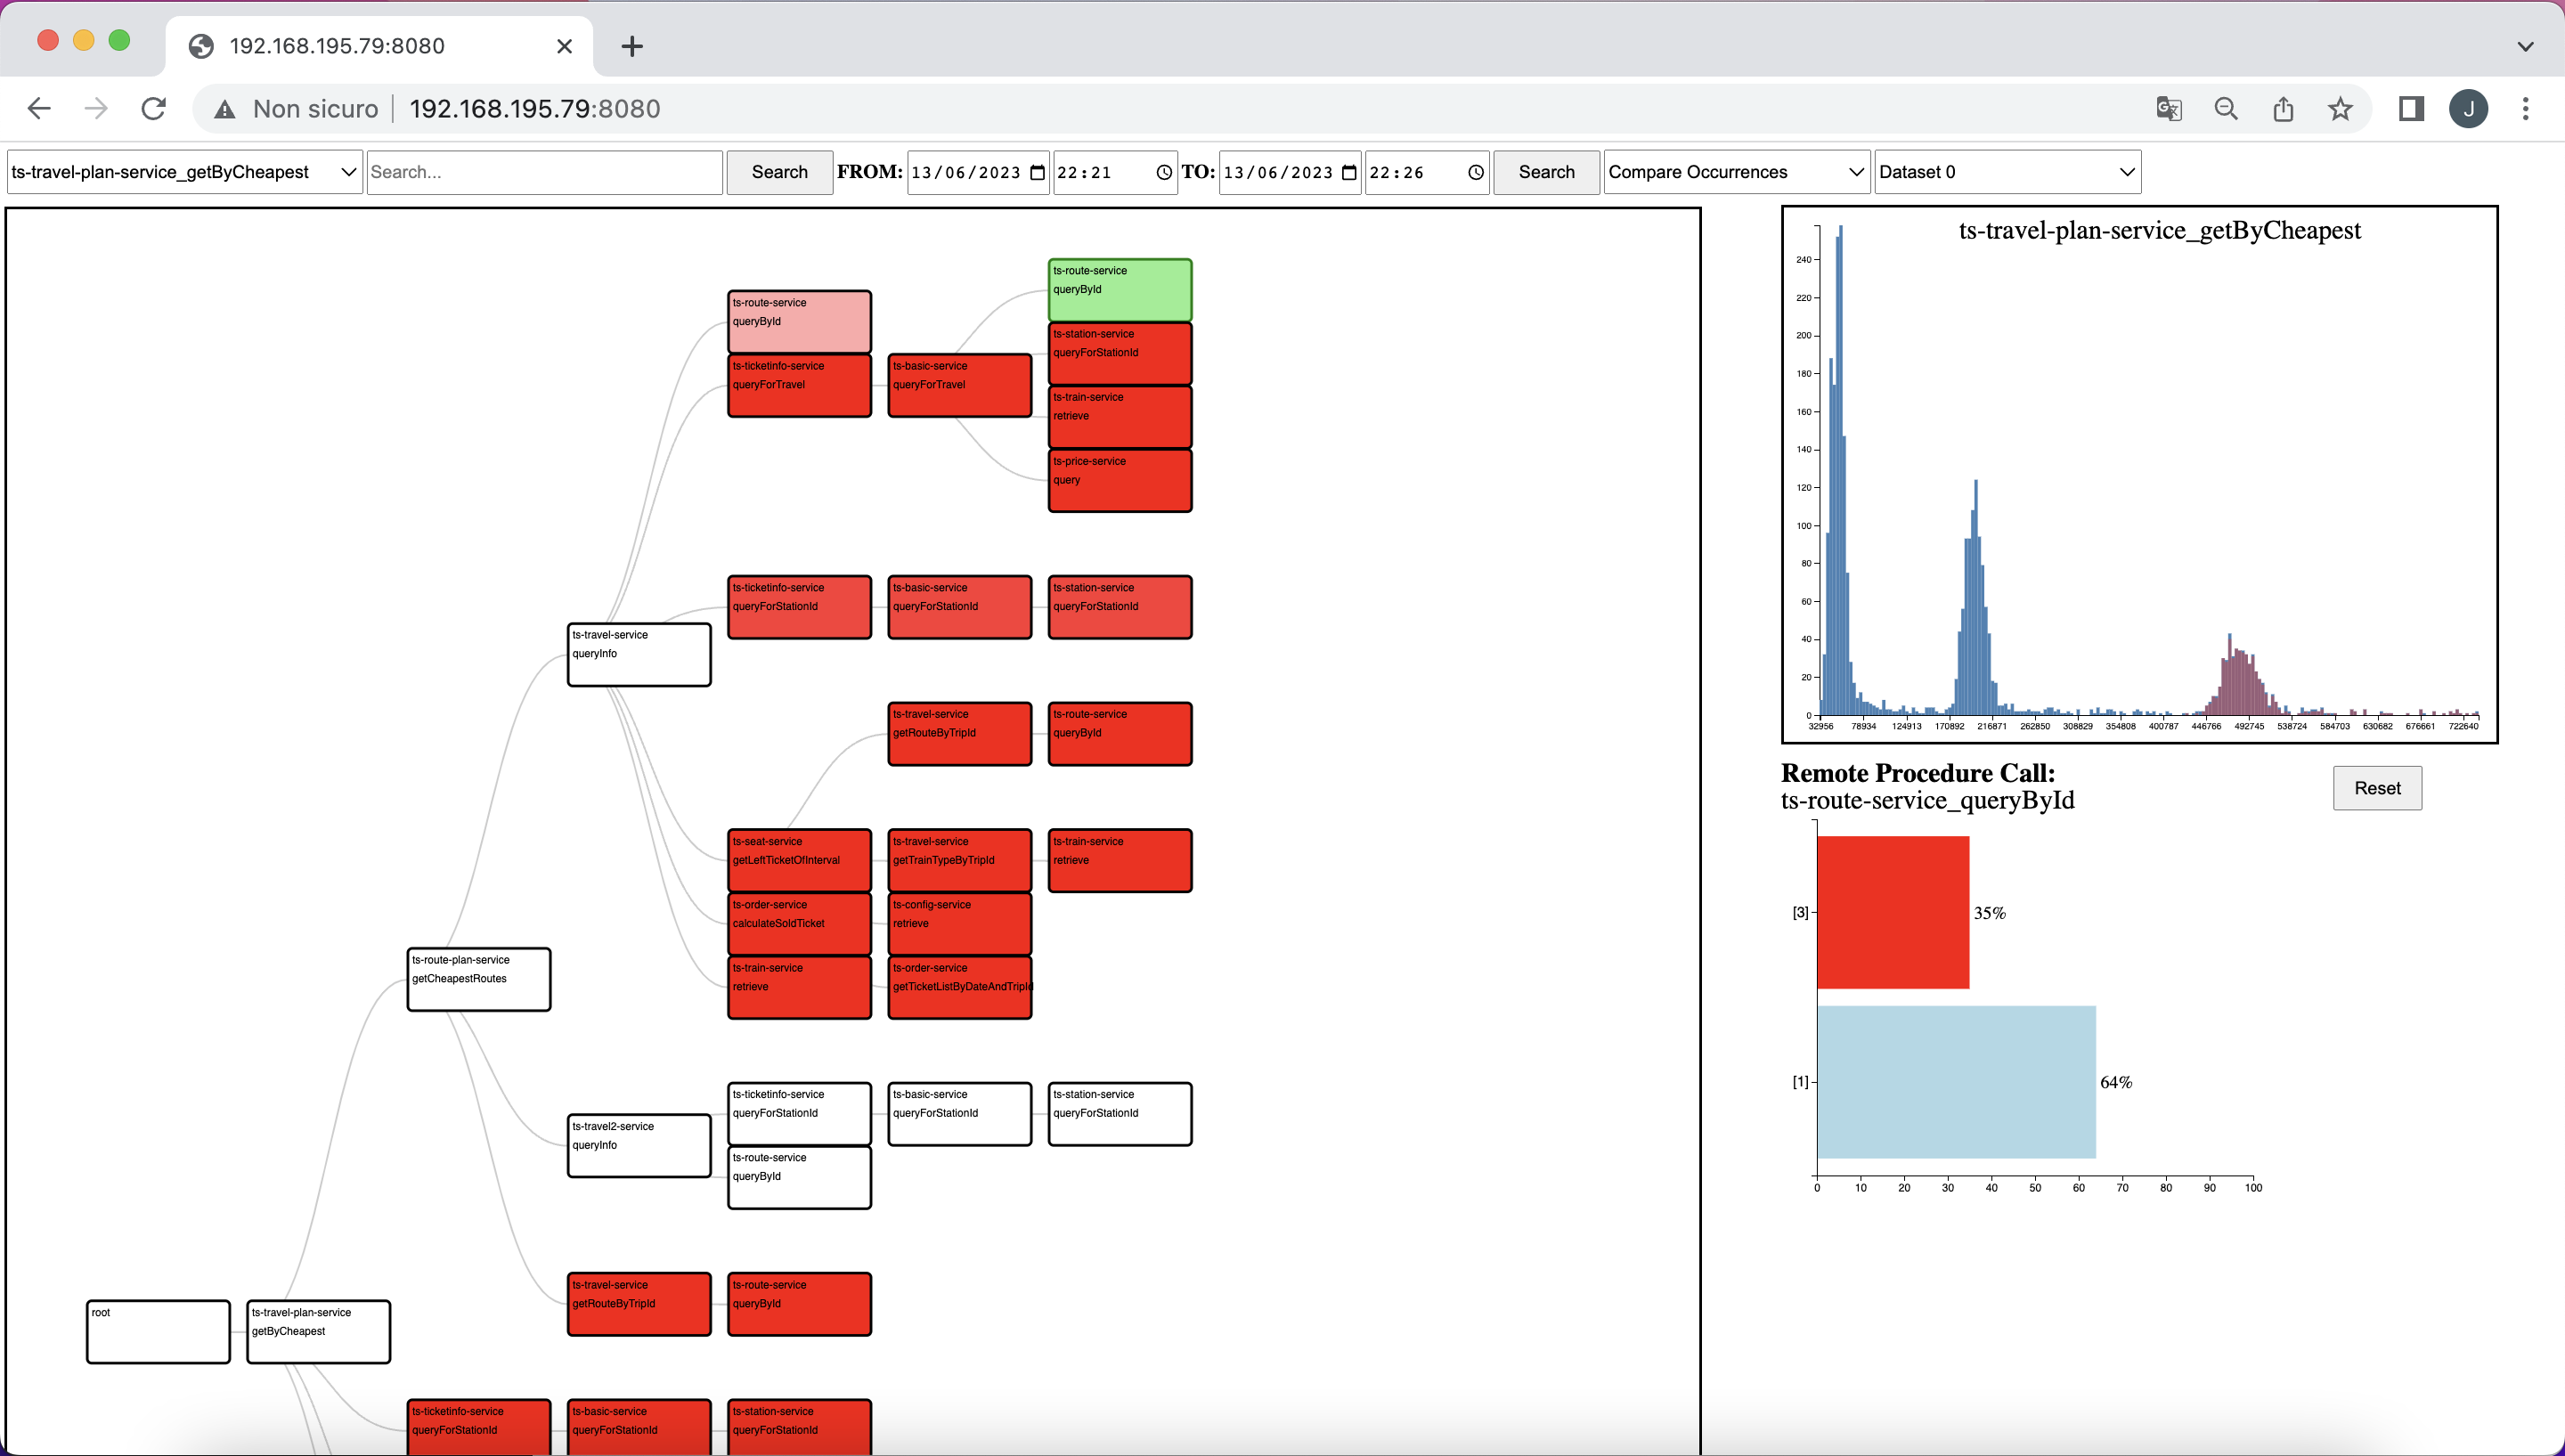 192.168.195.79:8080
Non sicuro
192.168.195.79:8080
J
ts-travel-plan-service_getByCheapest
Search...
Search
FROM:
13/06/2023
22:21
TO:
13/06/2023
22:26
Search
Compare Occurrences
Dataset 0
ts-route-service
queryById
ts-route-service
queryById
ts-station-service
queryForStationId
ts-ticketinfo-service
queryForTravel
ts-basic-service
queryForTravel
ts-train-service
retrieve
ts-price-service
query
ts-ticketinfo-service
queryForStationId
ts-basic-service
queryForStationId
ts-station-service
queryForStationId
ts-travel-service
queryInfo
ts-travel-service
getRouteByTripId
ts-route-service
queryById
ts-seat-service
getLeftTicketOfInterval
ts-travel-service
getTrainTypeByTripId
ts-train-service
retrieve
ts-order-service
calculateSoldTicket
ts-config-service
retrieve
ts-route-plan-service
getCheapestRoutes
ts-train-service
retrieve
ts-order-service
getTicketListByDateAndTripId
ts-ticketinfo-service
queryForStationId
ts-basic-service
queryForStationId
ts-station-service
queryForStationId
ts-travel2-service
queryInfo
ts-route-service
queryById
ts-travel-service
getRouteByTripId
ts-route-service
queryById
root
ts-travel-plan-service
getByCheapest
ts-ticketinfo-service
queryForStationId
ts-basic-service
queryForStationId
ts-station-service
queryForStationId
ts-travel-plan-service_getByCheapest
240
220
200
180
160
140
120
100
80
60
40
20
0
32956 78934 124913 170892 216871 262850 308829 354808 400787 446766 492745 538724 584703 630682 676661 722640
Remote Procedure Call:
ts-route-service_queryById
Reset
[3]
35%
[1]
64%
0 10 20 30 40 50 60 70 80 90 100